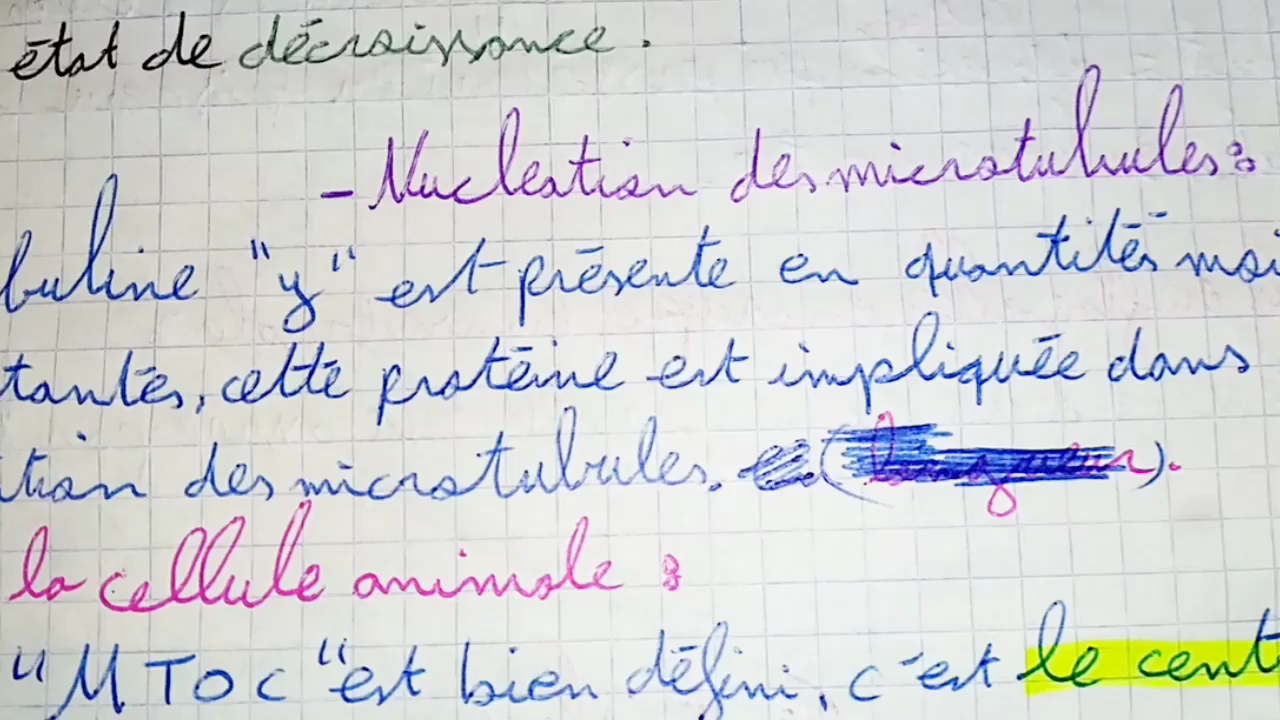 état de décroissance.
- Nucleation des microtubules :
buline "γ" est présente en quantités moi
tantes, cette protéine est impliquée dans
tion des microtubules. ( ).
la cellule animale :
"MTOC" est bien défini, c'est le cent